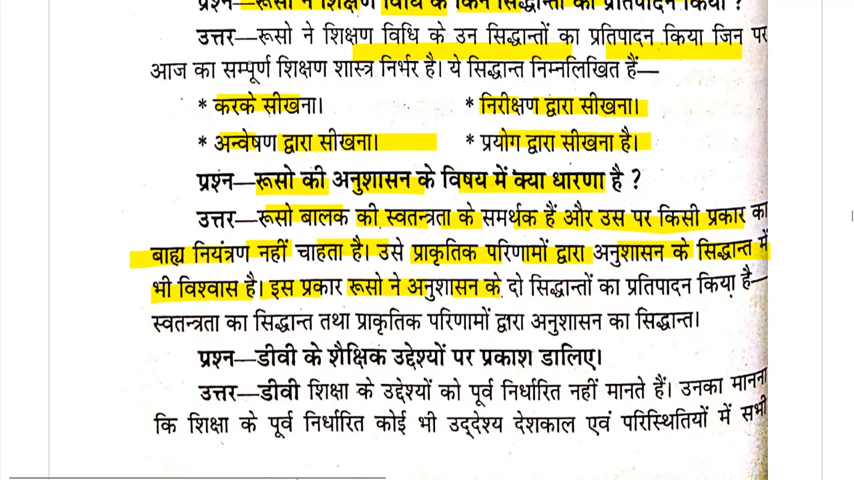 प्रश्न—रूसो ने शिक्षण विधि के किन सिद्धान्तों का प्रतिपादन किया ?
उत्तर—रूसो ने शिक्षण विधि के उन सिद्धान्तों का प्रतिपादन किया जिन पर
आज का सम्पूर्ण शिक्षण शास्त्र निर्भर है। ये सिद्धान्त निम्नलिखित हैं—
* करके सीखना। * निरीक्षण द्वारा सीखना।
* अन्वेषण द्वारा सीखना। * प्रयोग द्वारा सीखना है।
प्रश्न—रूसो की अनुशासन के विषय में क्या धारणा है ?
उत्तर—रूसो बालक की स्वतन्त्रता के समर्थक हैं और उस पर किसी प्रकार का
बाह्य नियंत्रण नहीं चाहता है। उसे प्राकृतिक परिणामों द्वारा अनुशासन के सिद्धान्त में
भी विश्वास है। इस प्रकार रूसो ने अनुशासन के दो सिद्धान्तों का प्रतिपादन किया है—
स्वतन्त्रता का सिद्धान्त तथा प्राकृतिक परिणामों द्वारा अनुशासन का सिद्धान्त।
प्रश्न—डीवी के शैक्षिक उद्देश्यों पर प्रकाश डालिए।
उत्तर—डीवी शिक्षा के उद्देश्यों को पूर्व निर्धारित नहीं मानते हैं। उनका मानना
कि शिक्षा के पूर्व निर्धारित कोई भी उद्देश्य देशकाल एवं परिस्थितियों में सभी